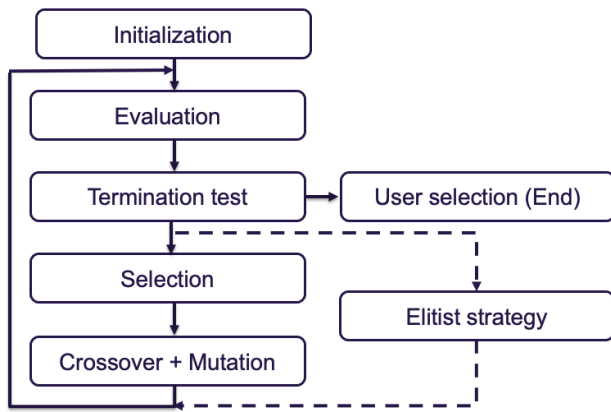 Initialization
Evaluation
Termination test
User selection (End)
Selection
Elitist strategy
Crossover + Mutation